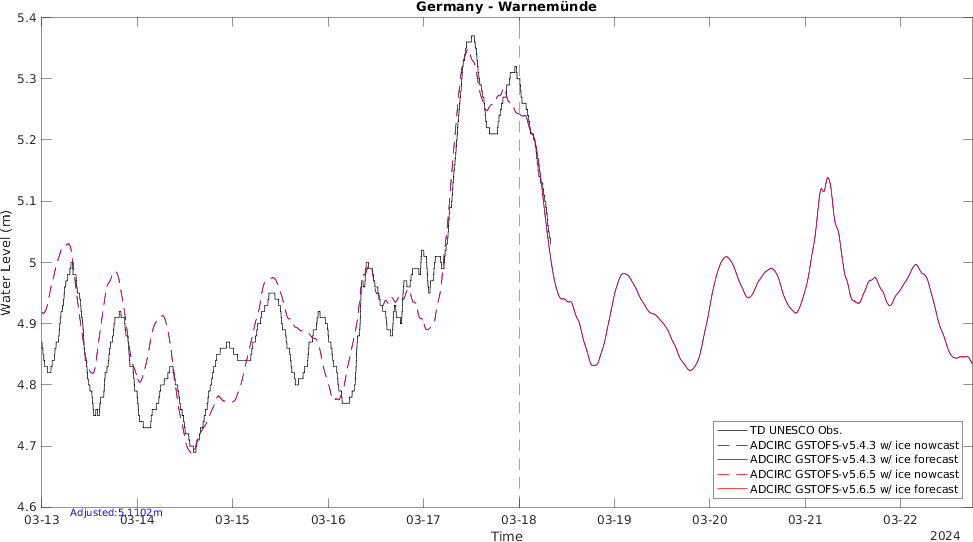 Germany - Warnemünde
5.4
5.3
5.2
5.1
5
4.9
4.8
4.7
4.6
Water Level (m)
TD UNESCO Obs.
ADCIRC GSTOFS-v5.4.3 w/ ice nowcast
ADCIRC GSTOFS-v5.4.3 w/ ice forecast
ADCIRC GSTOFS-v5.6.5 w/ ice nowcast
ADCIRC GSTOFS-v5.6.5 w/ ice forecast
Adjusted:5.1102m
03-13 03-14 03-15 03-16 03-17 03-18 03-19 03-20 03-21 03-22
Time
2024